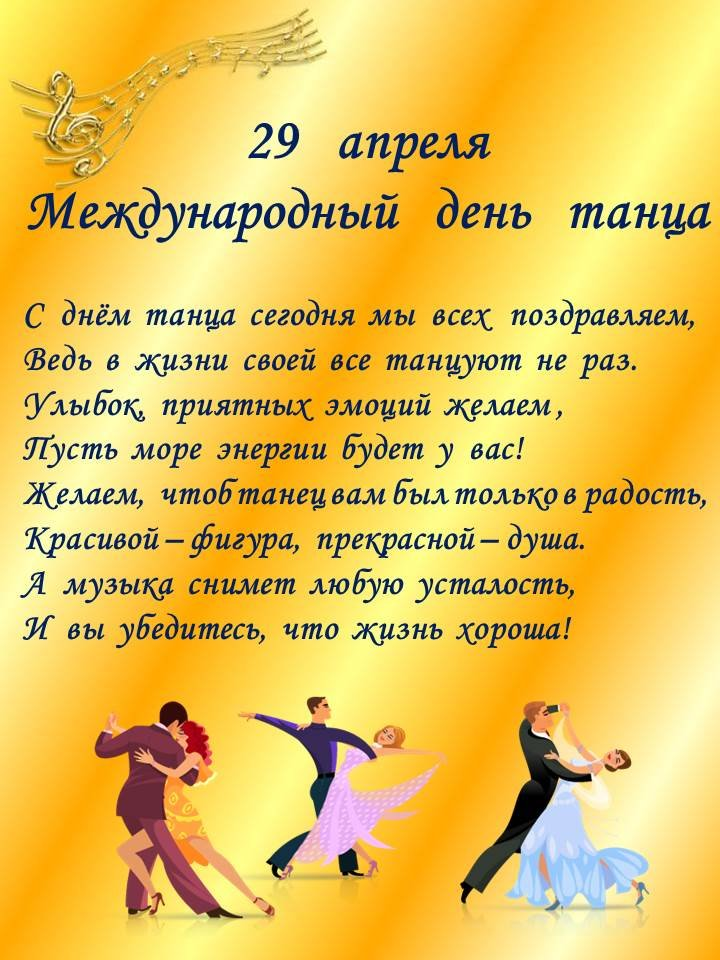 29 апреля
Международный день танца
С днём танца сегодня мы всех поздравляем,
Ведь в жизни своей все танцуют не раз.
Улыбок, приятных эмоций желаем,
Пусть море энергии будет у вас!
Желаем, чтоб танец вам был только в радость,
Красивой – фигура, прекрасной – душа.
А музыка снимет любую усталость,
И вы убедитесь, что жизнь хороша!